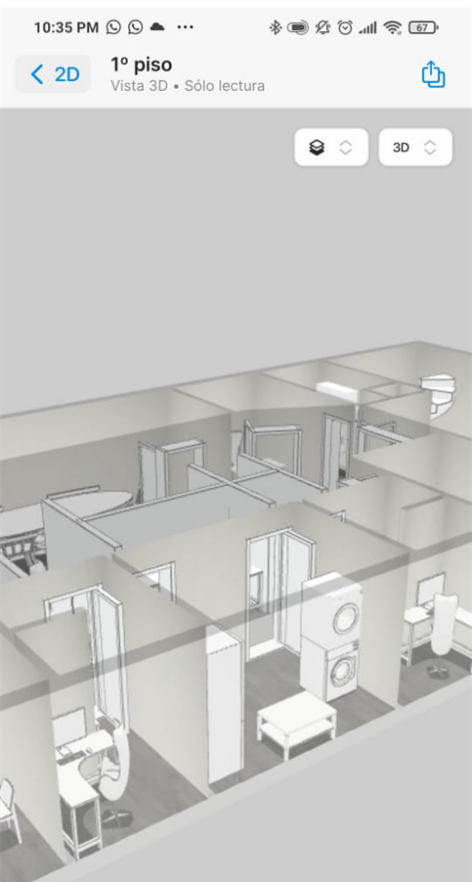 10:35 PM
67
2D
1º piso
Vista 3D • Sólo lectura
3D